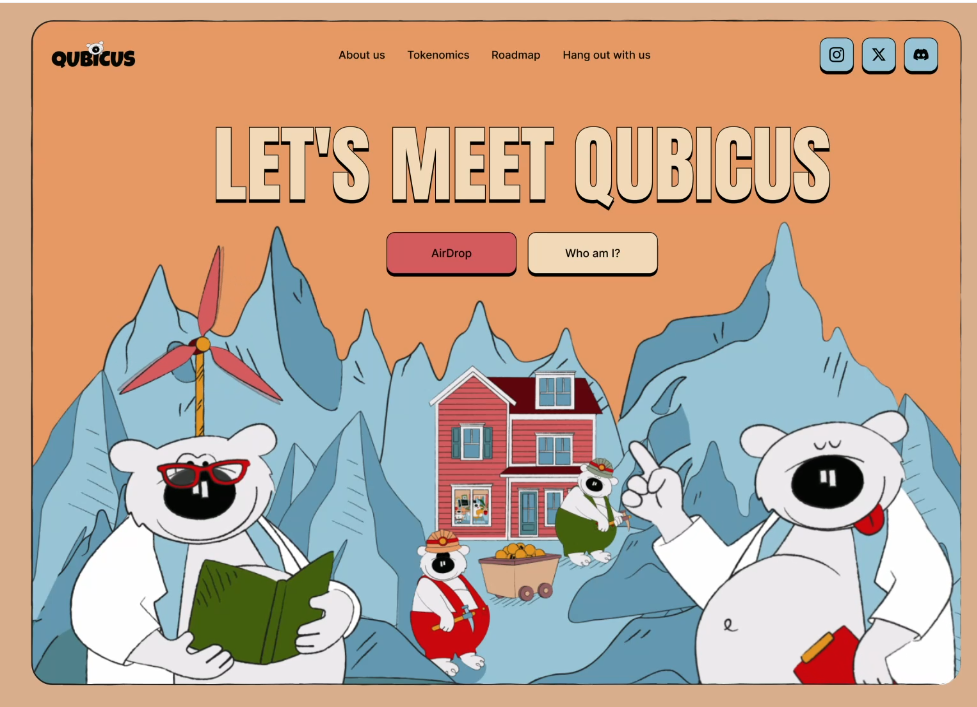 QUBiCUS
About us Tokenomics Roadmap Hang out with us
LET'S MEET QUBICUS
AirDrop Who am I?